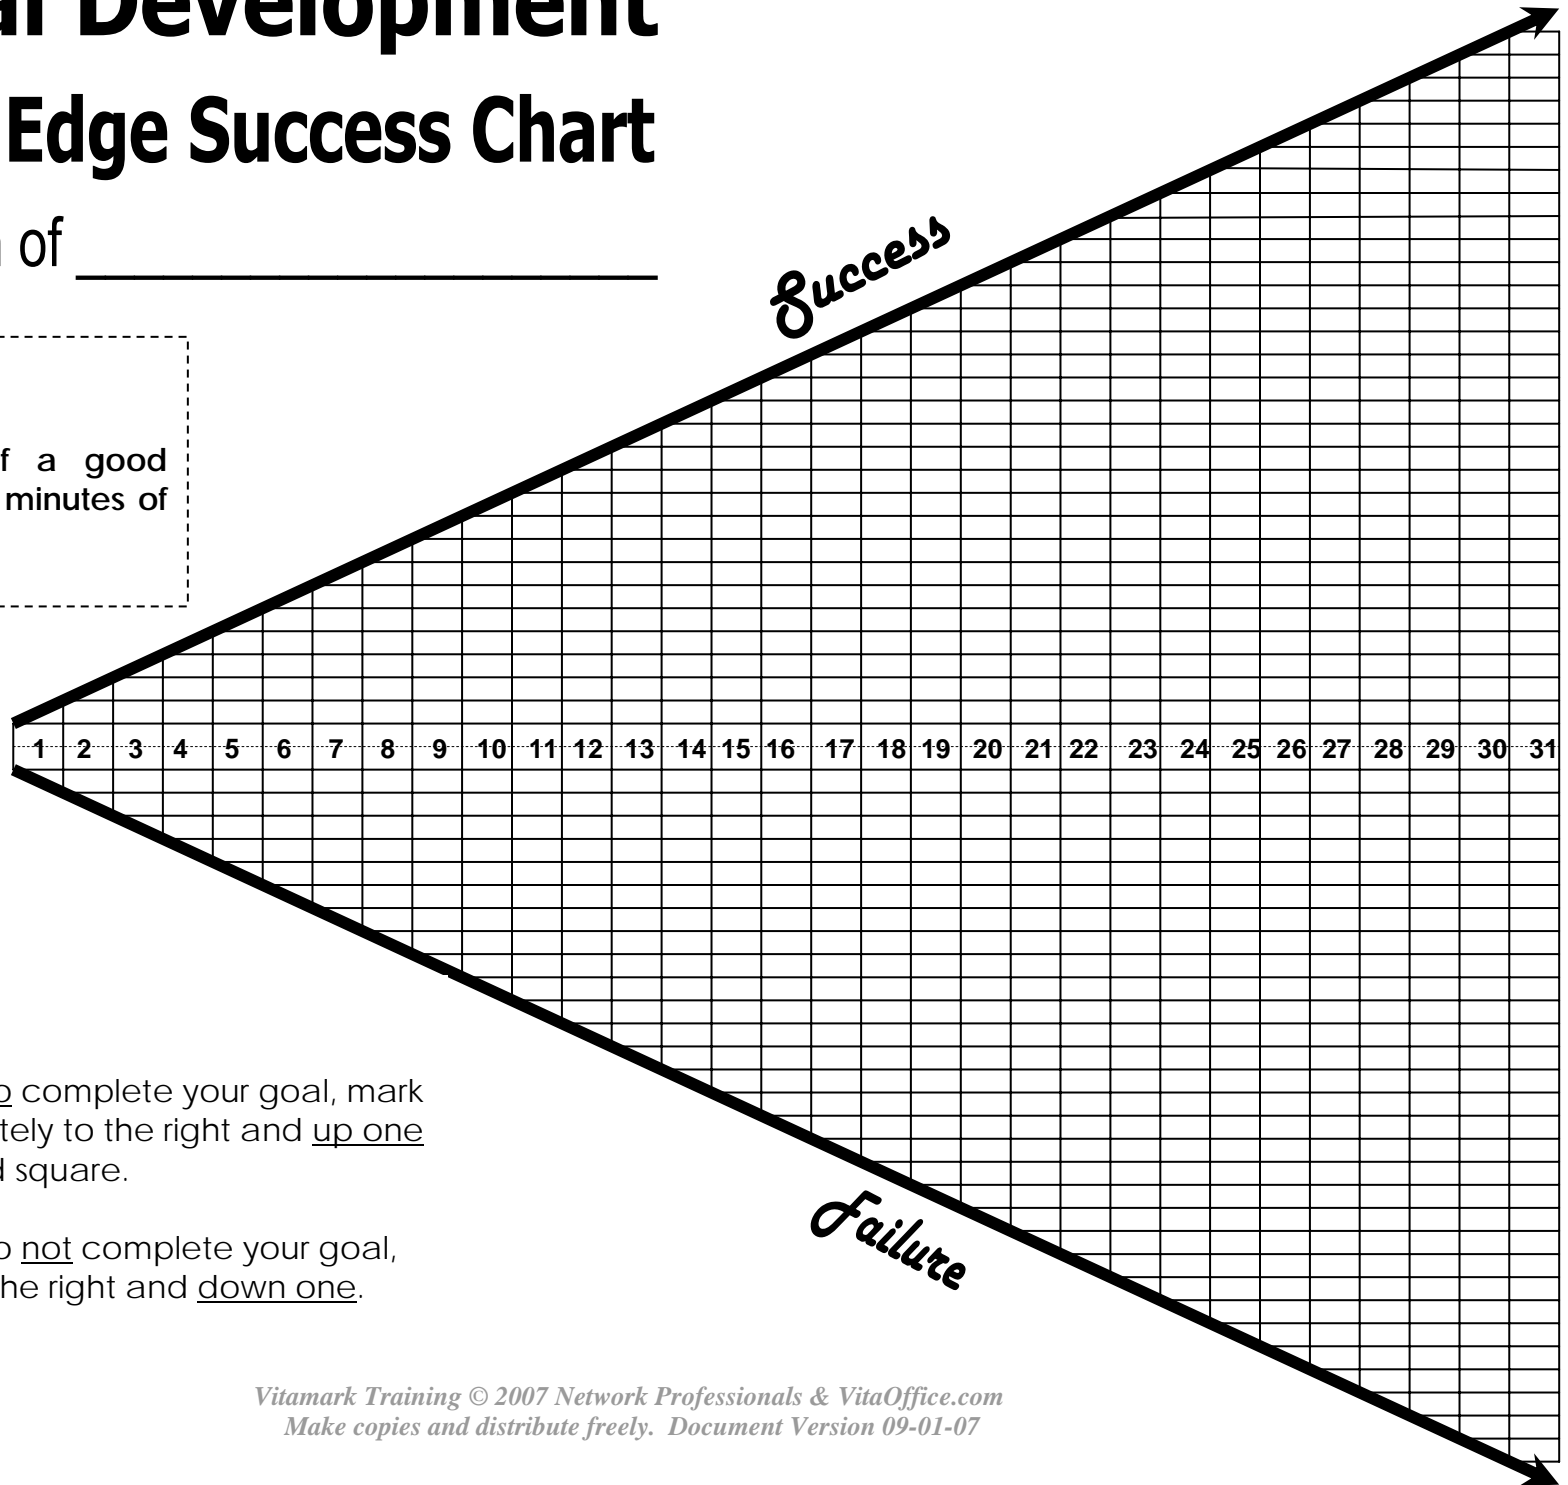 al Development
Edge Success Chart
of ____________________
Success
f a good
minutes of
1 2 3 4 5 6 7 8 9 10 11 12 13 14 15 16 17 18 19 20 21 22 23 24 25 26 27 28 29 30 31
o complete your goal, mark
tely to the right and up one
d square.
o not complete your goal,
he right and down one.
Failure
Vitamark Training © 2007 Network Professionals & VitaOffice.com
Make copies and distribute freely. Document Version 09-01-07